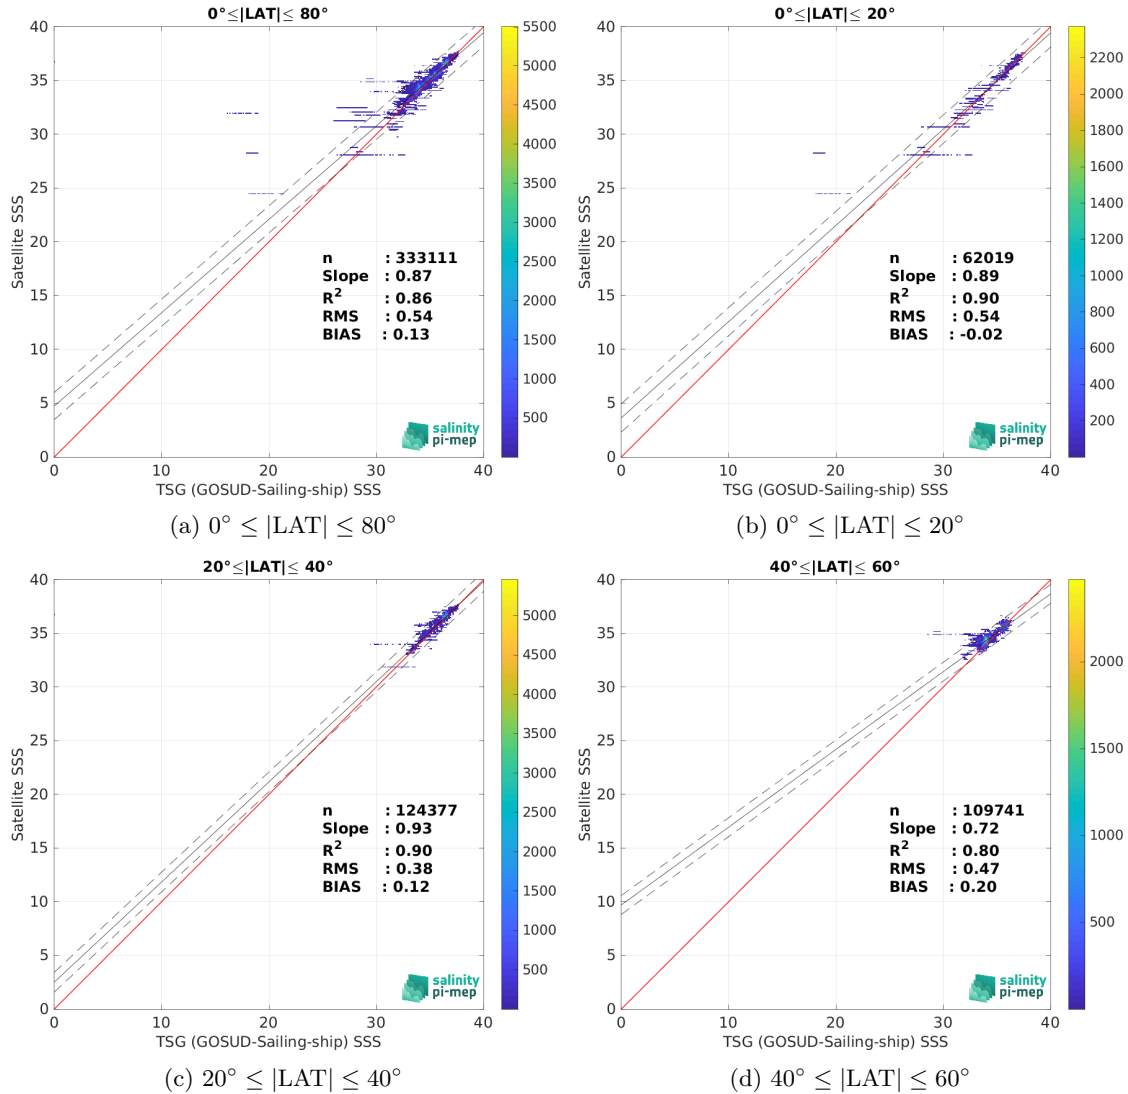 0°≤|LAT|≤ 80°
Satellite SSS
40
35
30
25
20
15
10
5
0
n : 333111
Slope : 0.87
R² : 0.86
RMS : 0.54
BIAS : 0.13
salinity
pi-mep
0 10 20 30 40
TSG (GOSUD-Sailing-ship) SSS
5500
5000
4500
4000
3500
3000
2500
2000
1500
1000
500
(a) 0° ≤ |LAT| ≤ 80°
0°≤|LAT|≤ 20°
Satellite SSS
40
35
30
25
20
15
10
5
0
n : 62019
Slope : 0.89
R² : 0.90
RMS : 0.54
BIAS : -0.02
salinity
pi-mep
0 10 20 30 40
TSG (GOSUD-Sailing-ship) SSS
2200
2000
1800
1600
1400
1200
1000
800
600
400
200
(b) 0° ≤ |LAT| ≤ 20°
20°≤|LAT|≤ 40°
Satellite SSS
40
35
30
25
20
15
10
5
0
n : 124377
Slope : 0.93
R² : 0.90
RMS : 0.38
BIAS : 0.12
salinity
pi-mep
0 10 20 30 40
TSG (GOSUD-Sailing-ship) SSS
5000
4500
4000
3500
3000
2500
2000
1500
1000
500
(c) 20° ≤ |LAT| ≤ 40°
40°≤|LAT|≤ 60°
Satellite SSS
40
35
30
25
20
15
10
5
0
n : 109741
Slope : 0.72
R² : 0.80
RMS : 0.47
BIAS : 0.20
salinity
pi-mep
0 10 20 30 40
TSG (GOSUD-Sailing-ship) SSS
2000
1500
1000
500
(d) 40° ≤ |LAT| ≤ 60°